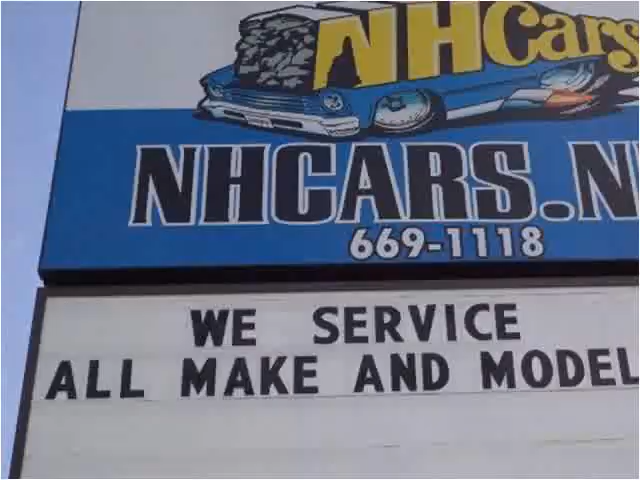 NHCars
NHCARS.N
669-1118
WE SERVICE
ALL MAKE AND MODEL